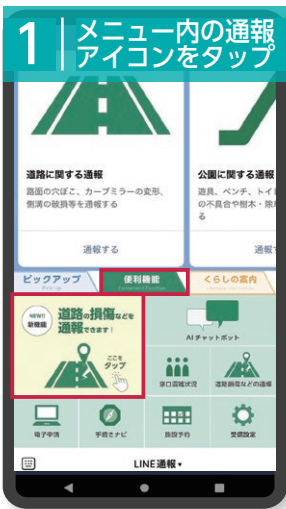 1 メニュー内の通報
アイコンをタップ
道路に関する通報
路面の穴ぼこ、カーブミラーの変形、
側溝の破損等を通報する
通報する
公園に関する通報
遊具、ベンチ、トイ
の不具合や樹木・除
る
通報
ピックアップ
Pick Up
便利機能
くらしの案内
NEW!!
新機能
道路の損傷などを
通報できます!
ここを
タップ
AIチャットボット
窓口混雑状況
道路損傷などの通報
電子申請
手続きナビ
施設予約
受信設定
LINE通報▾